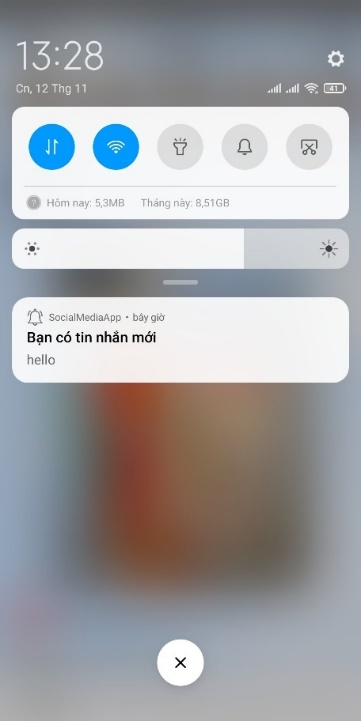 13:28
Cn, 12 Thg 11
41
Hôm nay: 5,3MB Tháng này: 8,51GB
SocialMediaApp • bây giờ
Bạn có tin nhắn mới
hello